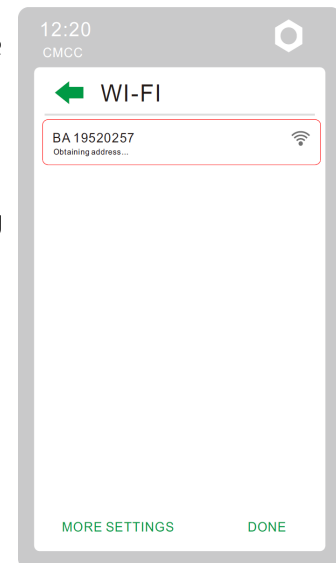 12:20
CMCC
WI-FI
BA 19520257
Obtaining address...
MORE SETTINGS
DONE